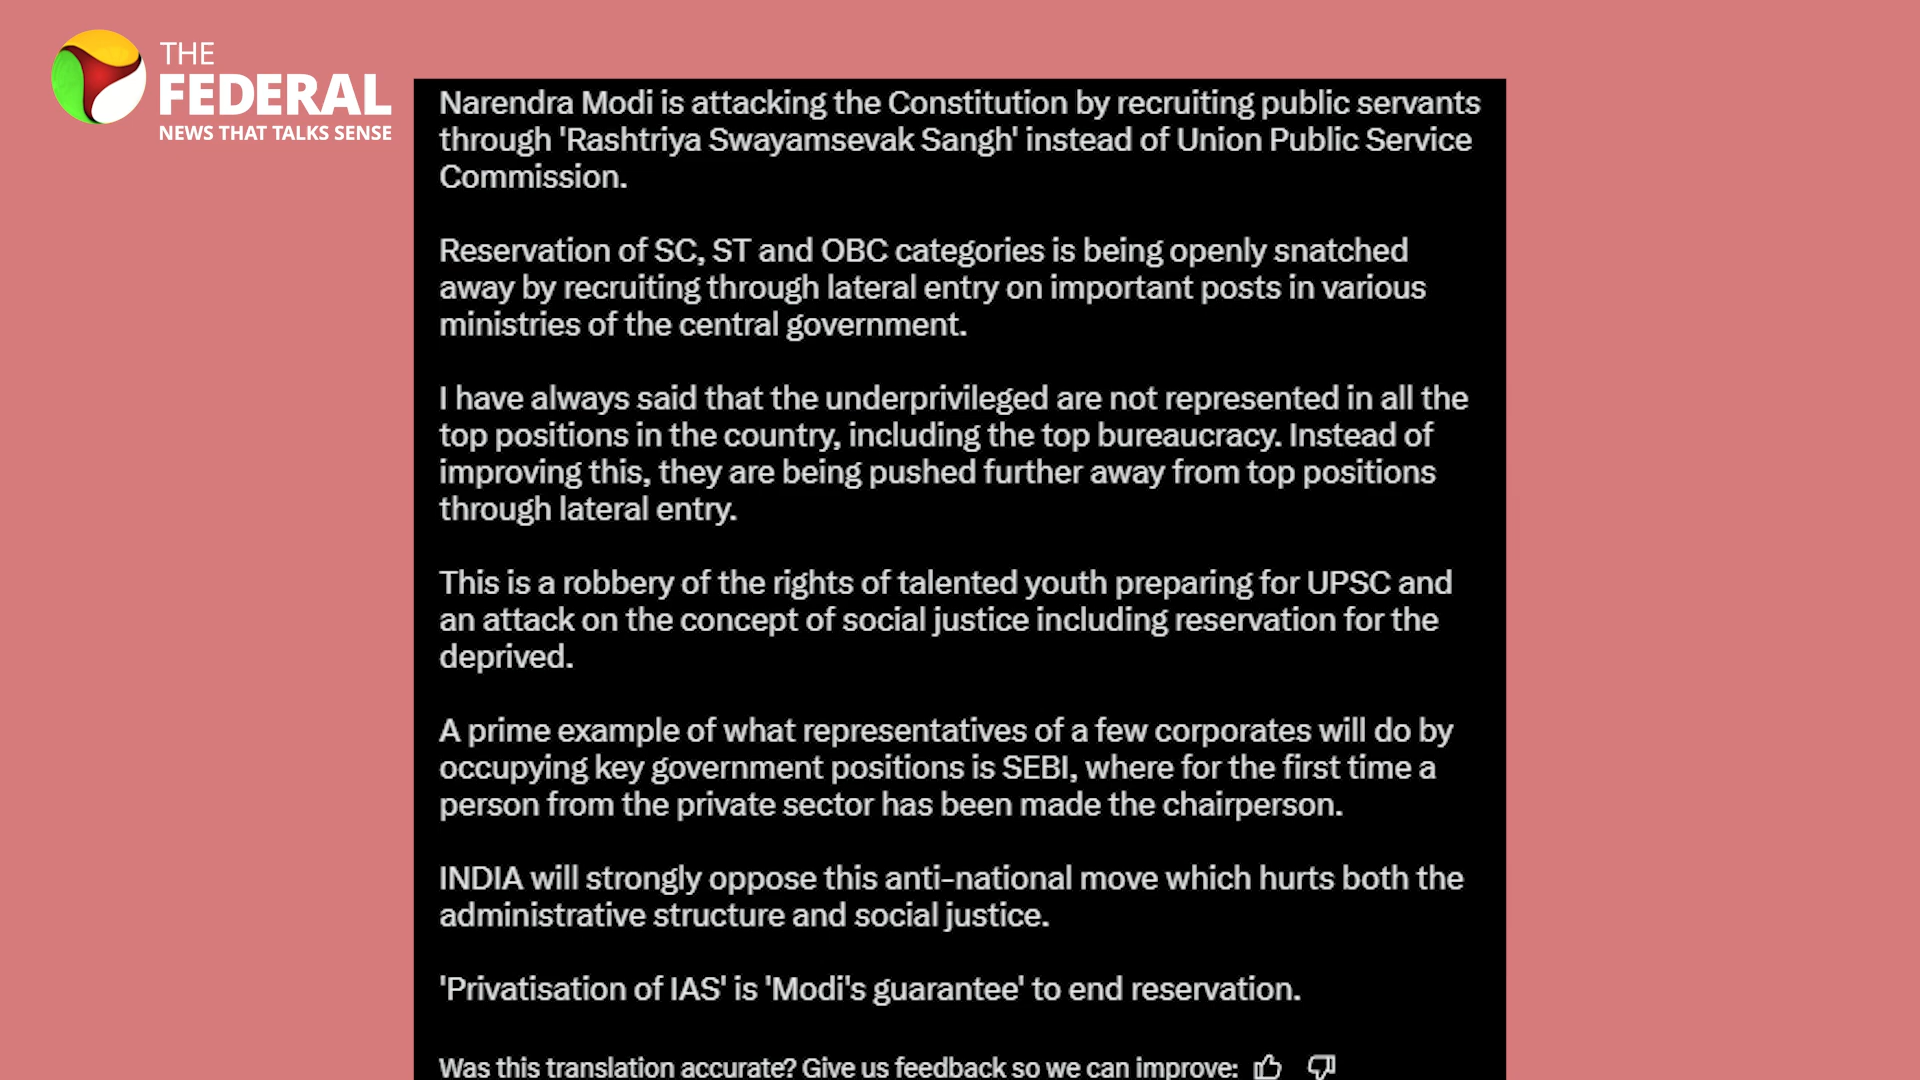 THE
FEDERAL
NEWS THAT TALKS SENSE
Narendra Modi is attacking the Constitution by recruiting public servants
through 'Rashtriya Swayamsevak Sangh' instead of Union Public Service
Commission.
Reservation of SC, ST and OBC categories is being openly snatched
away by recruiting through lateral entry on important posts in various
ministries of the central government.
I have always said that the underprivileged are not represented in all the
top positions in the country, including the top bureaucracy. Instead of
improving this, they are being pushed further away from top positions
through lateral entry.
This is a robbery of the rights of talented youth preparing for UPSC and
an attack on the concept of social justice including reservation for the
deprived.
A prime example of what representatives of a few corporates will do by
occupying key government positions is SEBI, where for the first time a
person from the private sector has been made the chairperson.
INDIA will strongly oppose this anti-national move which hurts both the
administrative structure and social justice.
'Privatisation of IAS' is 'Modi's guarantee' to end reservation.
Was this translation accurate? Give us feedback so we can improve: